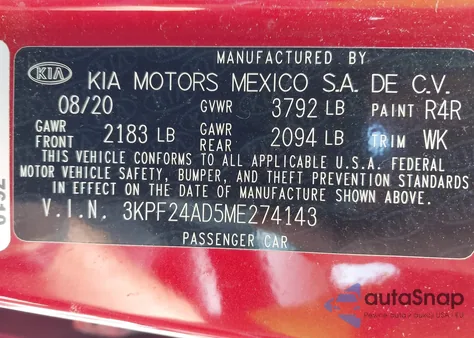 MANUFACTURED BY
KIA KIA MOTORS MEXICO S.A. DE C.V.
08/20 GVWR 3792 LB PAINT R4R
GAWR FRONT 2183 LB GAWR REAR 2094 LB TRIM WK
THIS VEHICLE CONFORMS TO ALL APPLICABLE U.S.A. FEDERAL
MOTOR VEHICLE SAFETY, BUMPER, AND THEFT PREVENTION STANDARDS
IN EFFECT ON THE DATE OF MANUFACTURE SHOWN ABOVE.
V.I.N. 3KPF24AD5ME274143
PASSENGER CAR
autoSnap